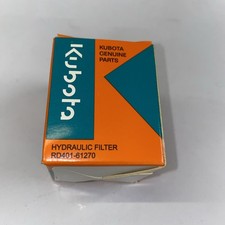 Kubota
KUBOTA
GENUINE
PARTS
HYDRAULIC FILTER
RD401-61270